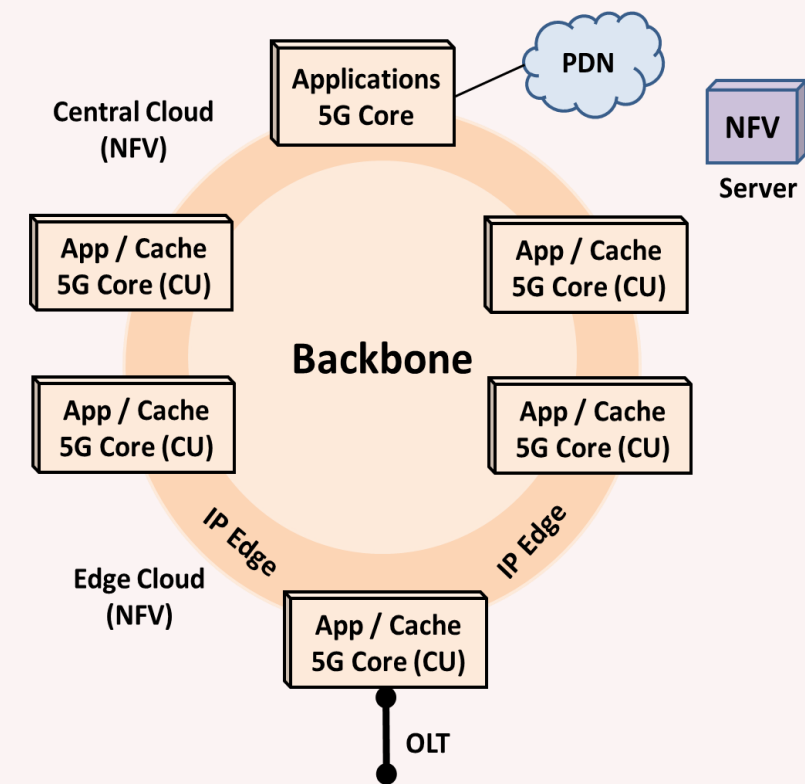 Applications
5G Core
PDN
Central Cloud
(NFV)
NFV
Server
App / Cache
5G Core (CU)
App / Cache
5G Core (CU)
Backbone
App / Cache
5G Core (CU)
App / Cache
5G Core (CU)
IP Edge
IP Edge
Edge Cloud
(NFV)
App / Cache
5G Core (CU)
OLT